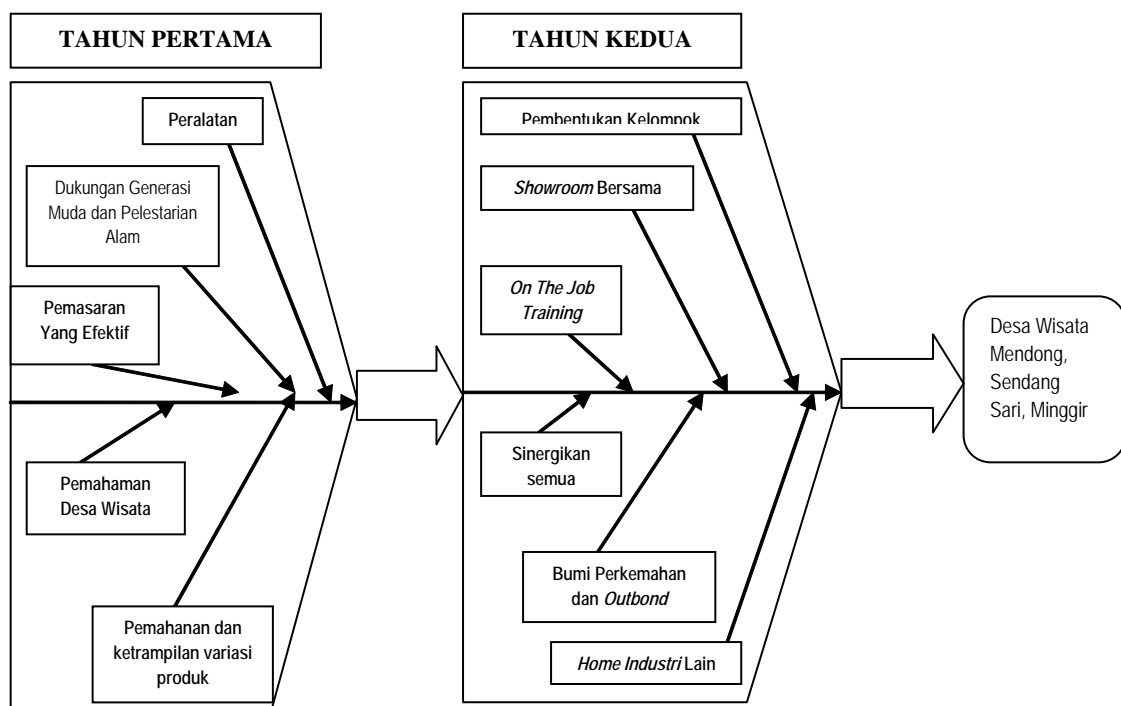 TAHUN PERTAMA
TAHUN KEDUA
Peralatan
Dukungan Generasi
Muda dan Pelestarian
Alam
Pemasaran
Yang Efektif
Pemahaman
Desa Wisata
Pemahanan dan
ketrampilan variasi
produk
Pembentukan Kelompok
Showroom Bersama
On The Job
Training
Sinergikan
semua
Bumi Perkemahan
dan Outbond
Home Industri Lain
Desa Wisata
Mendong,
Sendang
Sari, Minggir